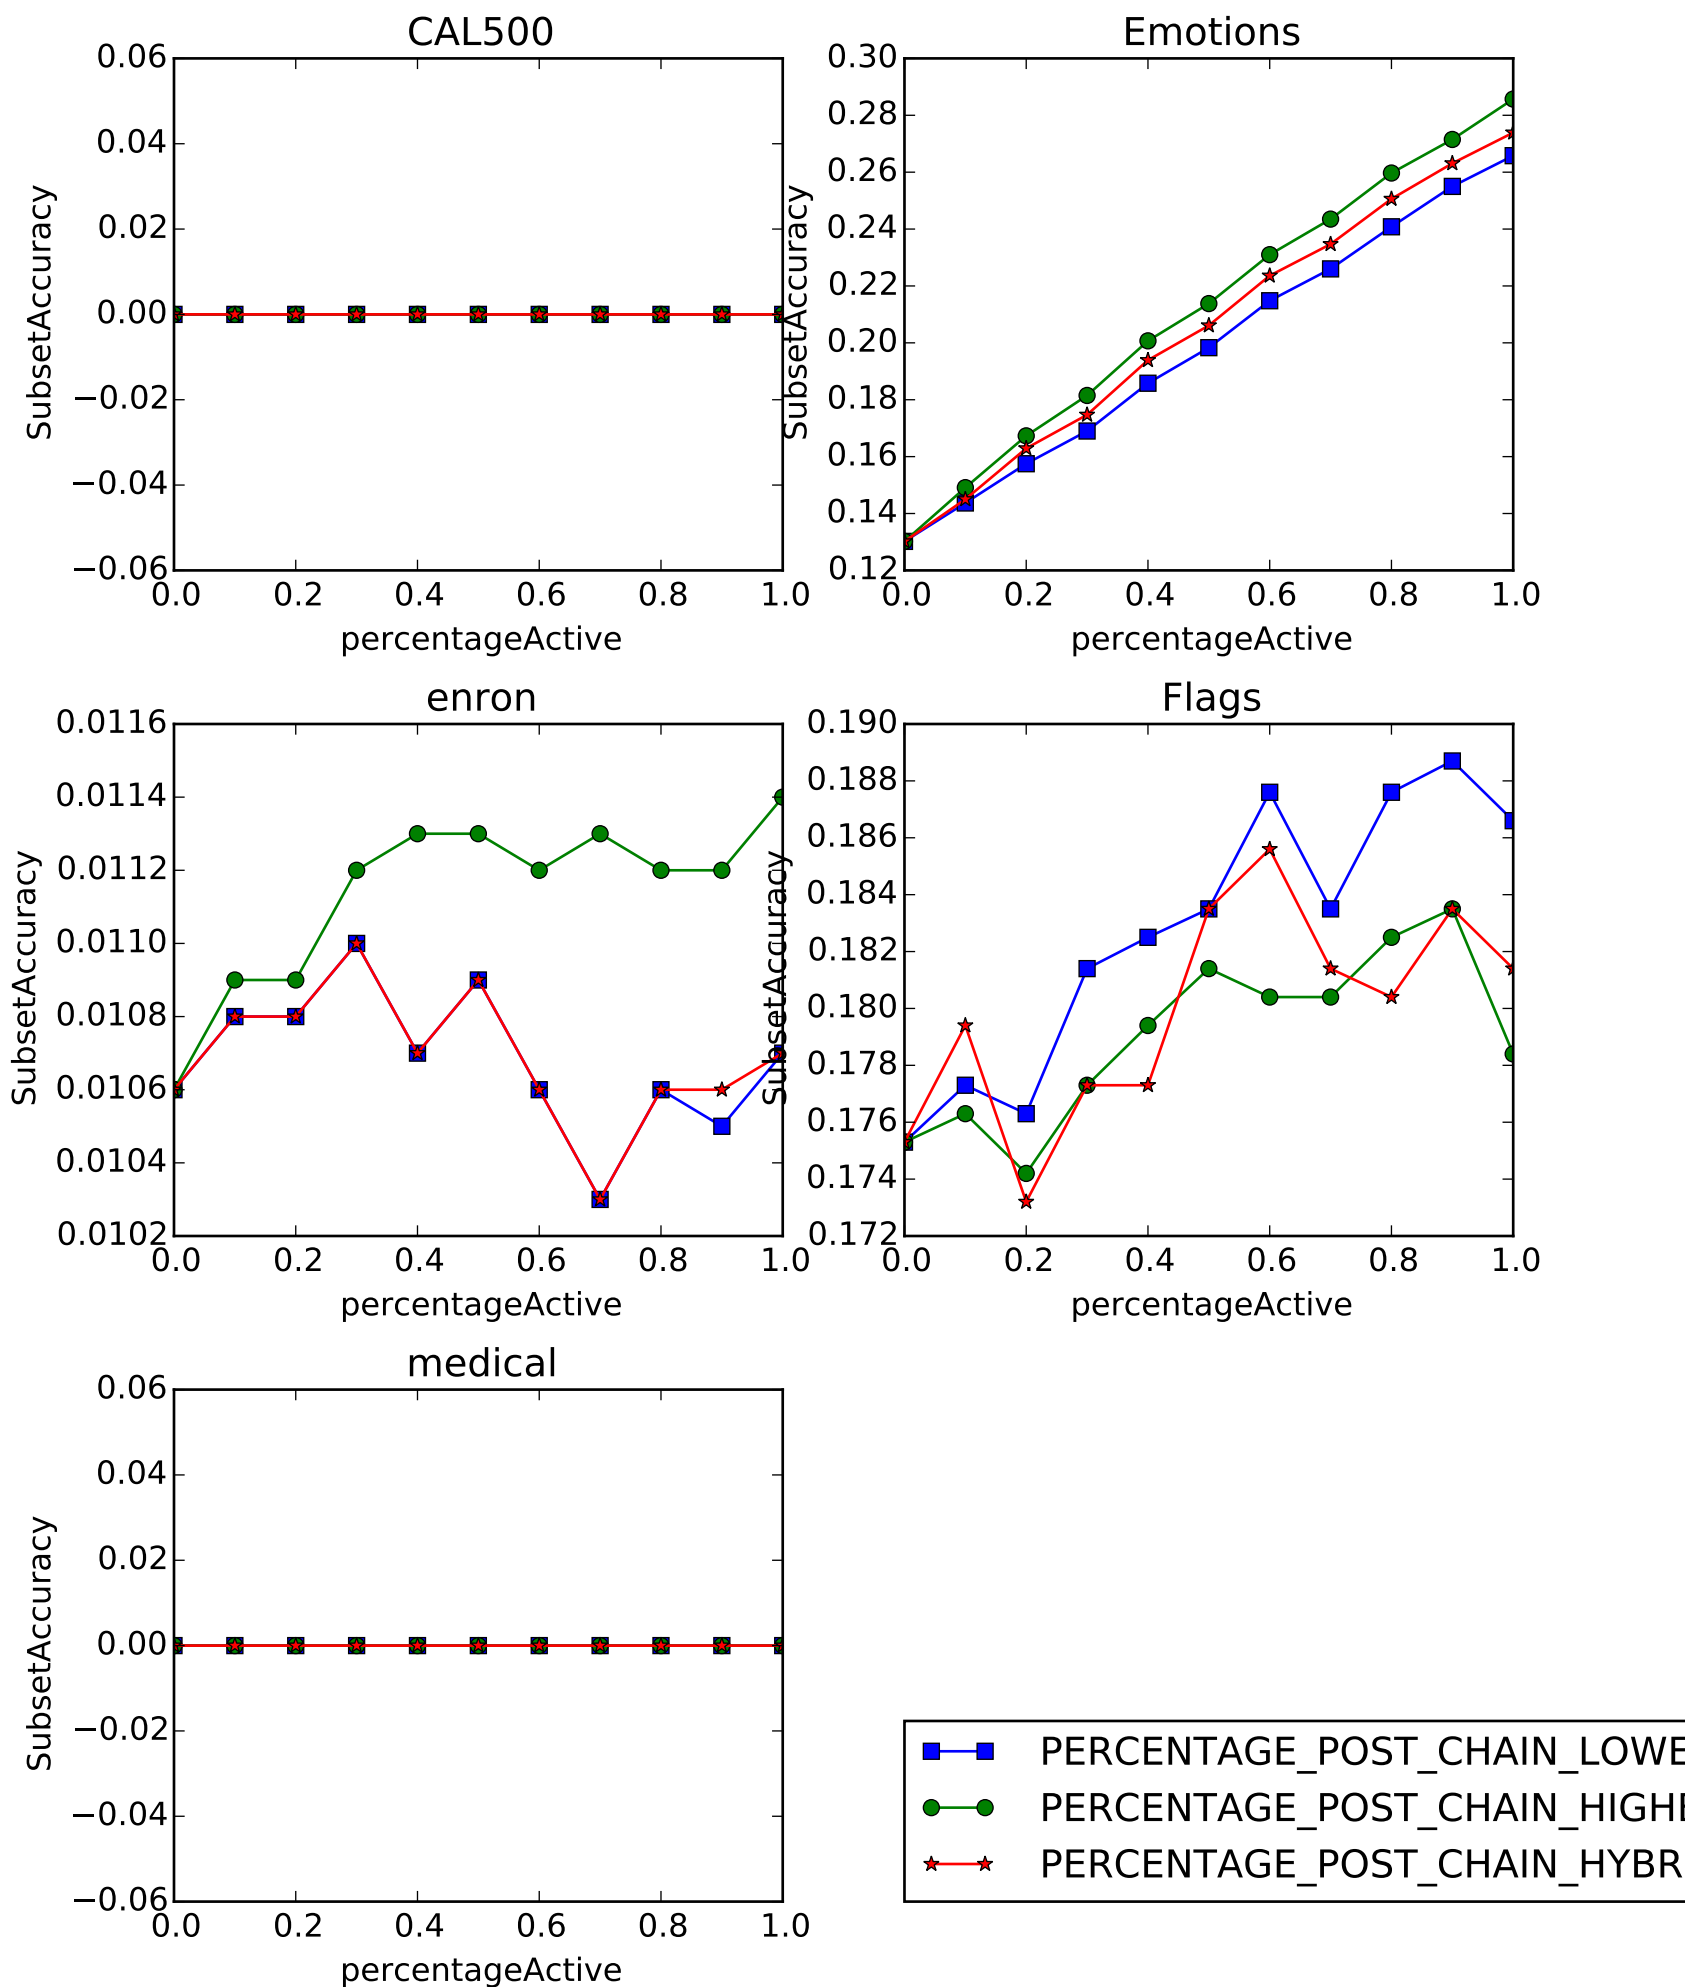 CAL500
0.06
0.04
0.02
0.00
−0.02
−0.04
−0.06
0.0 0.2 0.4 0.6 0.8 1.0
percentageActive
SubsetAccuracy
Emotions
0.30
0.28
0.26
0.24
0.22
0.20
0.18
0.16
0.14
0.12
0.0 0.2 0.4 0.6 0.8 1.0
percentageActive
SubsetAccuracy
enron
0.0116
0.0114
0.0112
0.0110
0.0108
0.0106
0.0104
0.0102
0.0 0.2 0.4 0.6 0.8 1.0
percentageActive
SubsetAccuracy
Flags
0.190
0.188
0.186
0.184
0.182
0.180
0.178
0.176
0.174
0.172
0.0 0.2 0.4 0.6 0.8 1.0
percentageActive
SubsetAccuracy
medical
0.06
0.04
0.02
0.00
−0.02
−0.04
−0.06
0.0 0.2 0.4 0.6 0.8 1.0
percentageActive
SubsetAccuracy
PERCENTAGE_POST_CHAIN_LOWE
PERCENTAGE_POST_CHAIN_HIGHE
PERCENTAGE_POST_CHAIN_HYBR